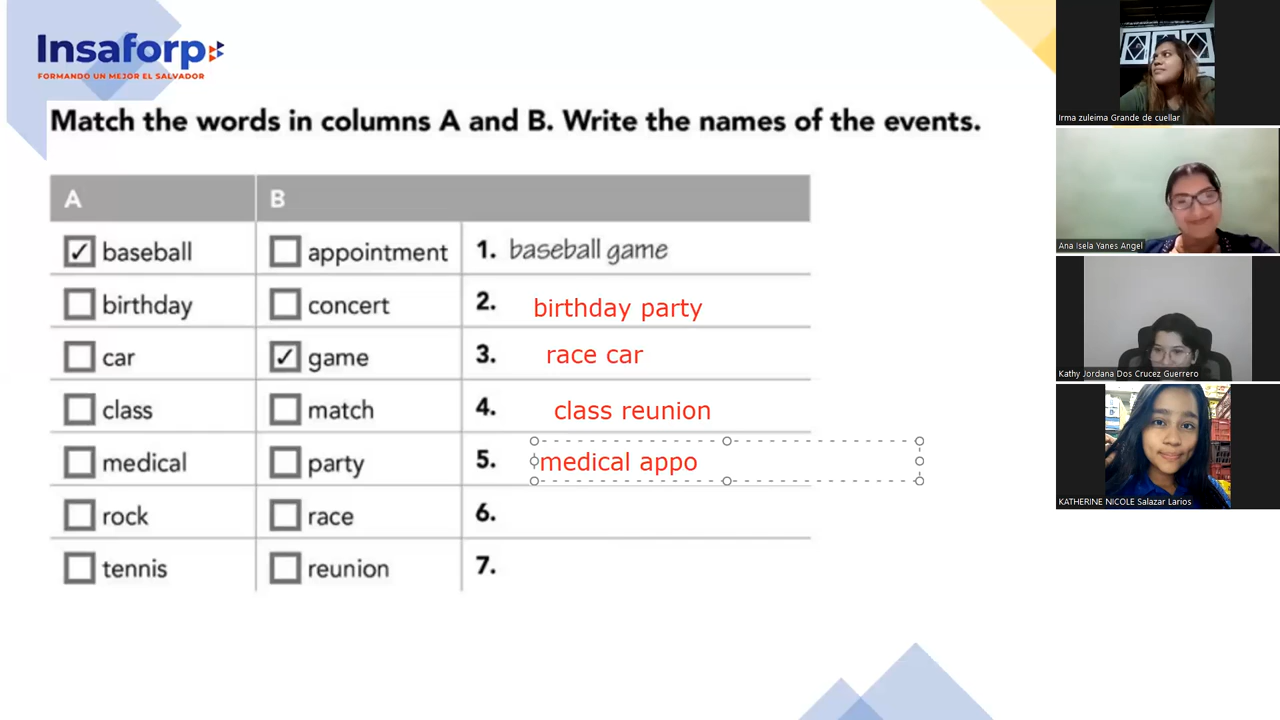 Insaforp
FORMANDO UN MEJOR EL SALVADOR
Match the words in columns A and B. Write the names of the events.
A B
baseball appointment 1. baseball game
birthday concert 2. birthday party
car game 3. race car
class match 4. class reunion
medical party 5. medical appo
rock race 6.
tennis reunion 7.
Irma zuleima Grande de cuellar
Ana Isela Yanes Angel
Kathy Jordana Dos Crucez Guerrero
KATHERINE NICOLE Salazar Larios